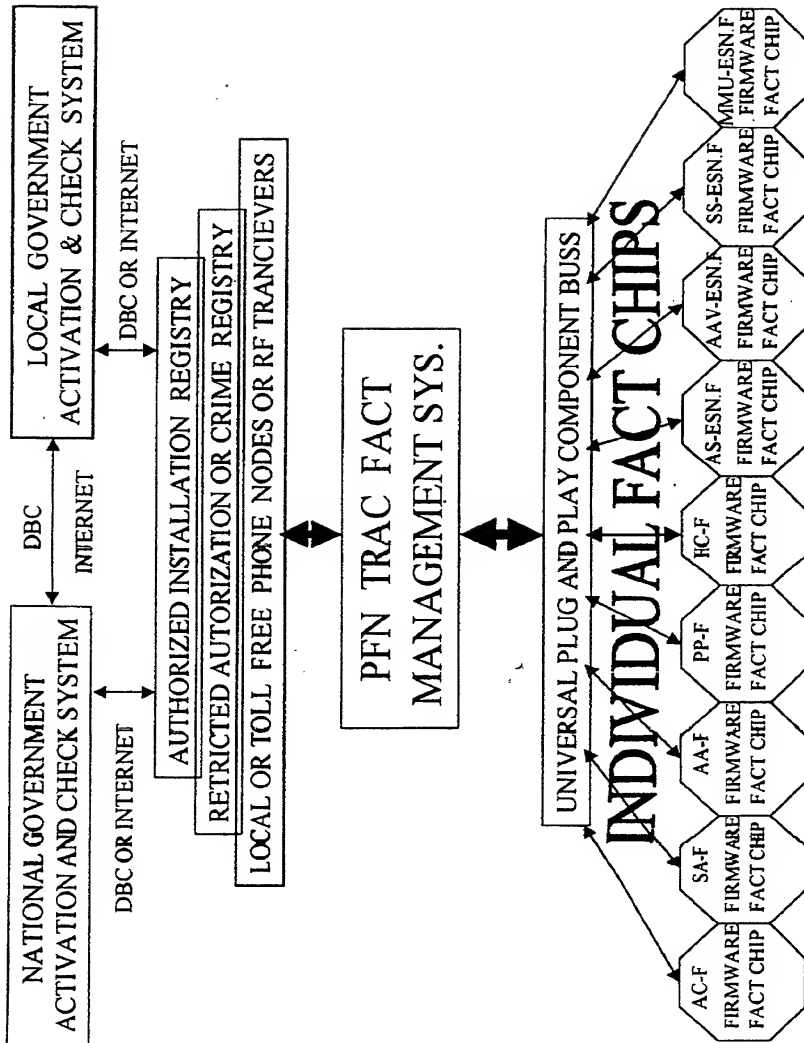 NATIONAL GOVERNMENT
ACTIVATION AND CHECK SYSTEM
DBC
INTERNET
LOCAL GOVERNMENT
ACTIVATION & CHECK SYSTEM
DBC OR INTERNET
DBC OR INTERNET
AUTHORIZED INSTALLATION REGISTRY
RETRICTED AUTORIZATION OR CRIME REGISTRY
LOCAL OR TOLL FREE PHONE NODES OR RF TRANCIEVERS
PFN TRAC FACT
MANAGEMENT SYS.
UNIVERSAL PLUG AND PLAY COMPONENT BUSS
INDIVIDUAL FACT CHIPS
AC-F
FIRMWARE
FACT CHIP
SA-F
FIRMWARE
FACT CHIP
AA-F
FIRMWARE
FACT CHIP
PP-F
FIRMWARE
FACT CHIP
HC-F
FIRMWARE
FACT CHIP
AS-ESN.F
FIRMWARE
FACT CHIP
AAV-ESN.F
FIRMWARE
FACT CHIP
SS-ESN.F
FIRMWARE
FACT CHIP
MMU-ESN.F
FIRMWARE
FACT CHIP